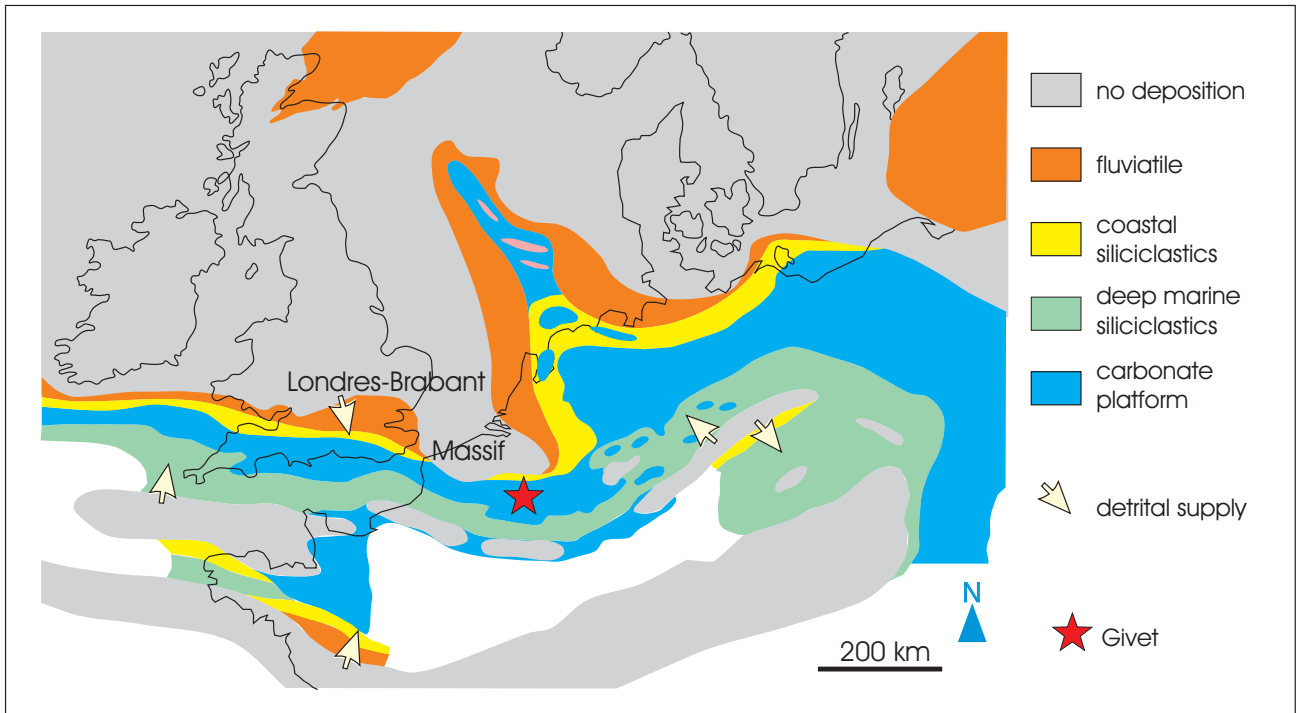 Londres-Brabant
Massif
no deposition
fluviatile
coastal
siliciclastics
deep marine
siliciclastics
carbonate
platform
detrital supply
N
200 km
Givet